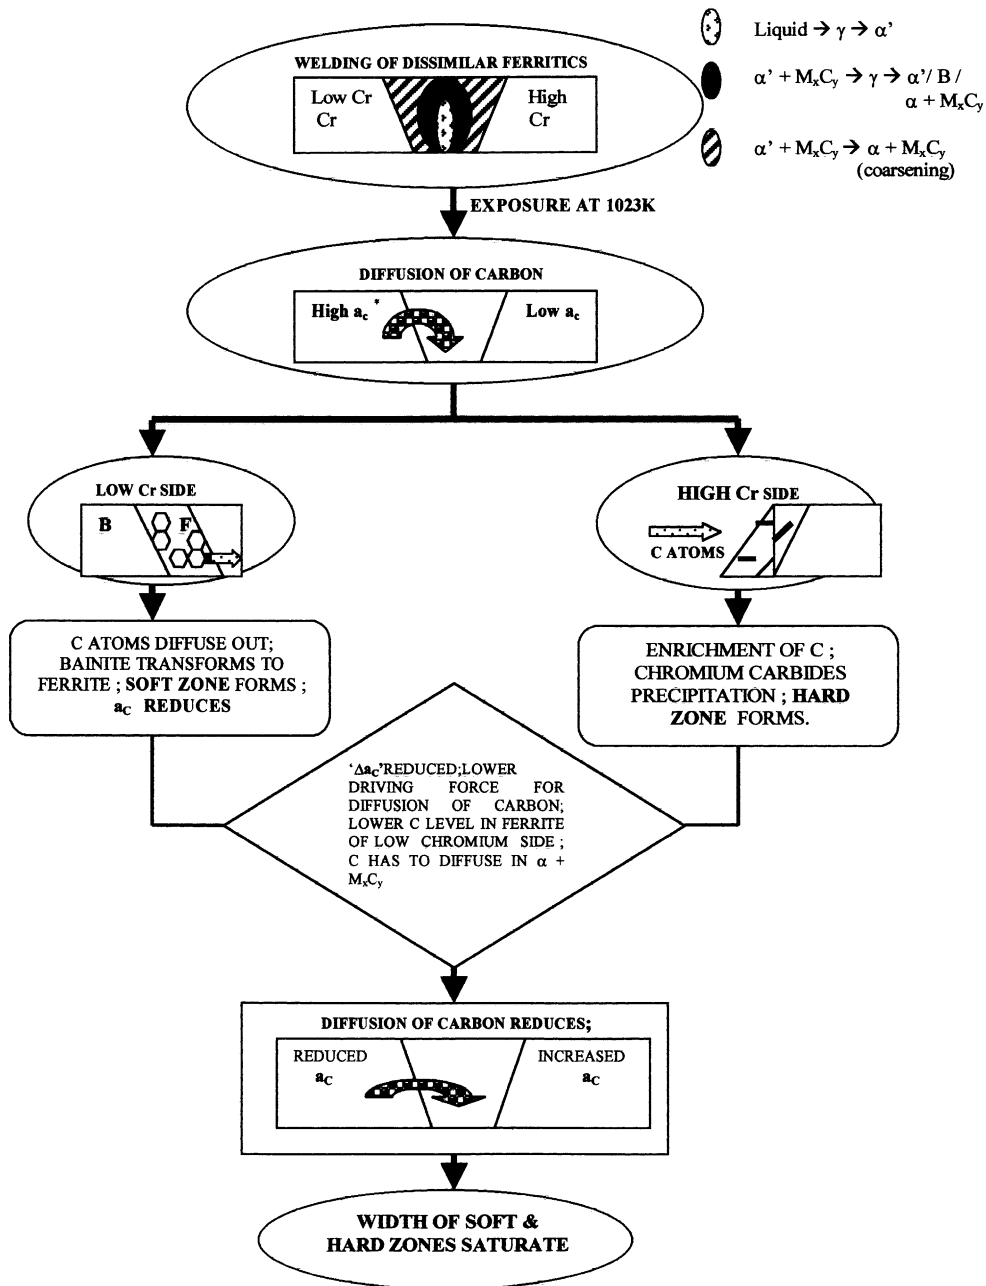 WELDING OF DISSIMILAR FERRITICS
Low Cr
Cr
High
Cr
Liquid → γ → α’
α’ + MxCy → γ → α’/ B /
α + MxCy
α’ + MxCy → α + MxCy
(coarsening)
EXPOSURE AT 1023K
DIFFUSION OF CARBON
High ac *
Low ac
LOW Cr SIDE
B
F
HIGH Cr SIDE
C ATOMS
C ATOMS DIFFUSE OUT;
BAINITE TRANSFORMS TO
FERRITE ; SOFT ZONE FORMS ;
aC REDUCES
ENRICHMENT OF C ;
CHROMIUM CARBIDES
PRECIPITATION ; HARD
ZONE FORMS.
‘ΔaC’REDUCED;LOWER
DRIVING FORCE FOR
DIFFUSION OF CARBON;
LOWER C LEVEL IN FERRITE
OF LOW CHROMIUM SIDE ;
C HAS TO DIFFUSE IN α +
MxCy
DIFFUSION OF CARBON REDUCES;
REDUCED
aC
INCREASED
aC
WIDTH OF SOFT &
HARD ZONES SATURATE